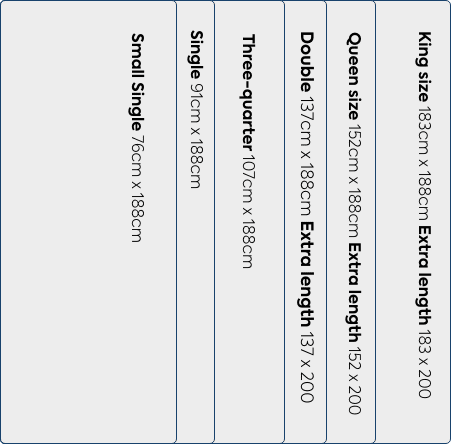 Small Single 76cm x 188cm
Single 91cm x 188cm
Three-quarter 107cm x 188cm
Double 137cm x 188cm Extra length 137 x 200
Queen size 152cm x 188cm Extra length 152 x 200
King size 183cm x 188cm Extra length 183 x 200